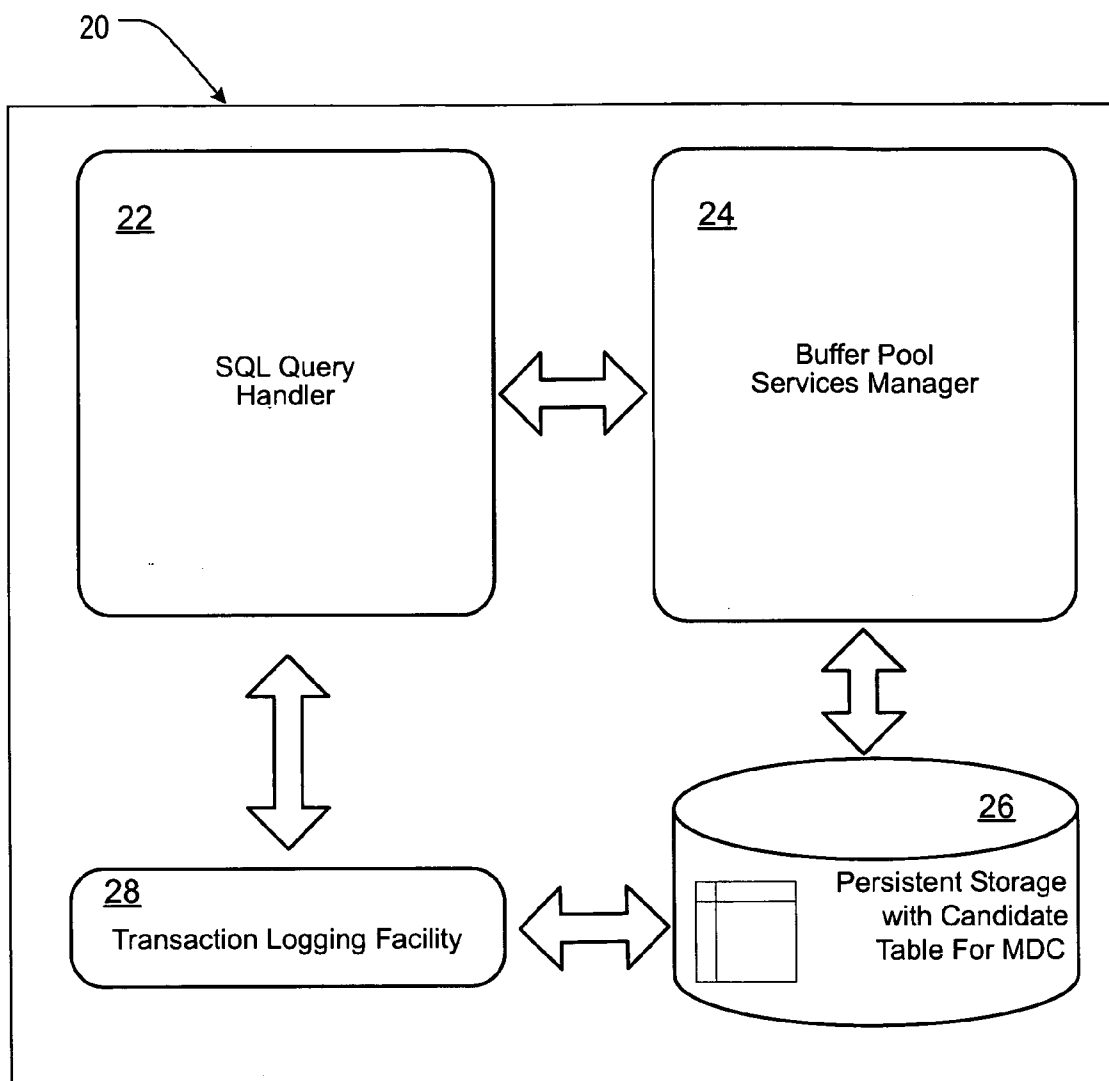 20
22
SQL Query
Handler
24
Buffer Pool
Services Manager
28
Transaction Logging Facility
26
Persistent Storage
with Candidate
Table For MDC